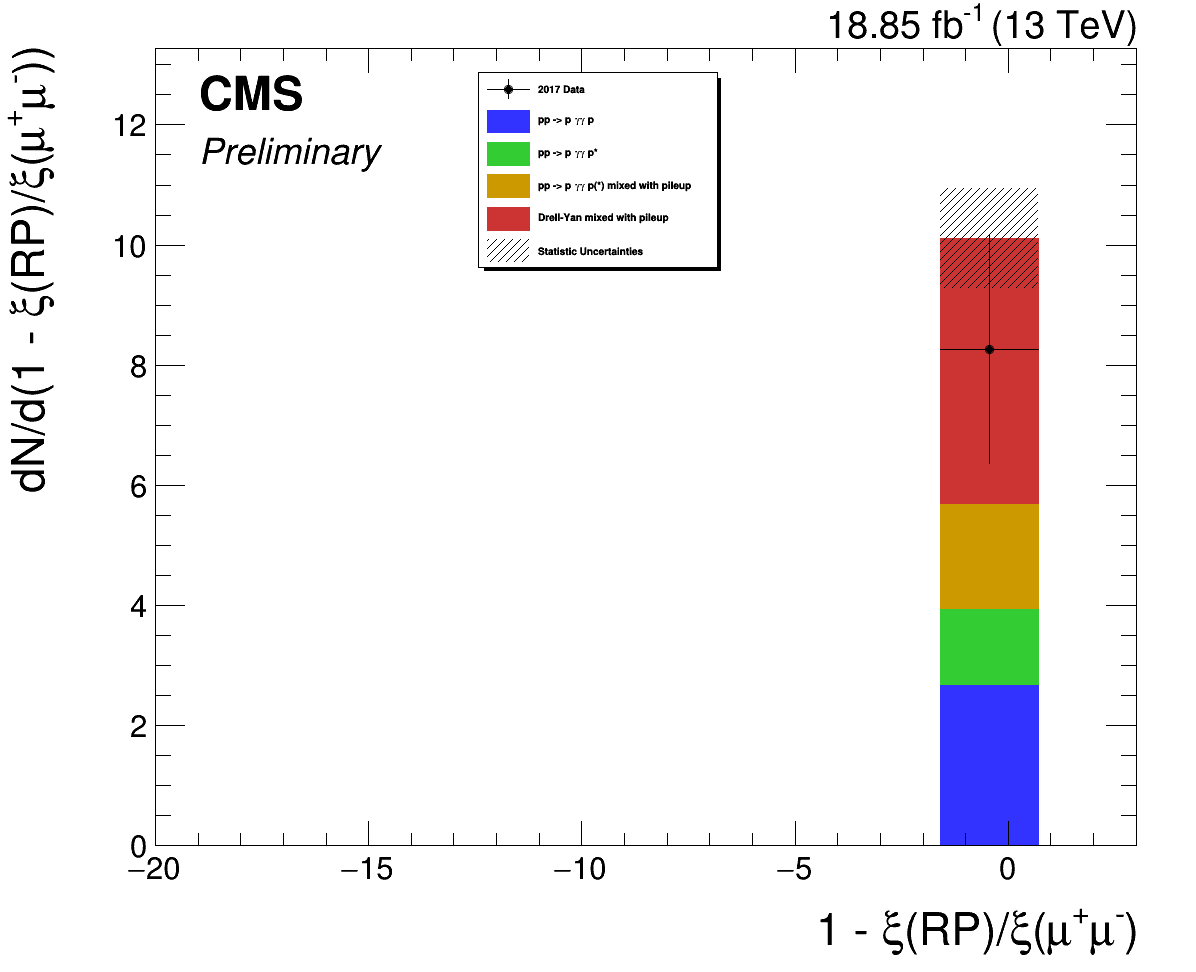 18.85 fb⁻¹ (13 TeV)
CMS
Preliminary
2017 Data
pp -> p γγ p
pp -> p γγ p*
pp -> p γγ p(*) mixed with pileup
Drell-Yan mixed with pileup
Statistic Uncertainties
dN/d(1 - ξ(RP)/ξ(μ⁺μ⁻))
12
10
8
6
4
2
0
−20 −15 −10 −5 0
1 - ξ(RP)/ξ(μ⁺μ⁻)